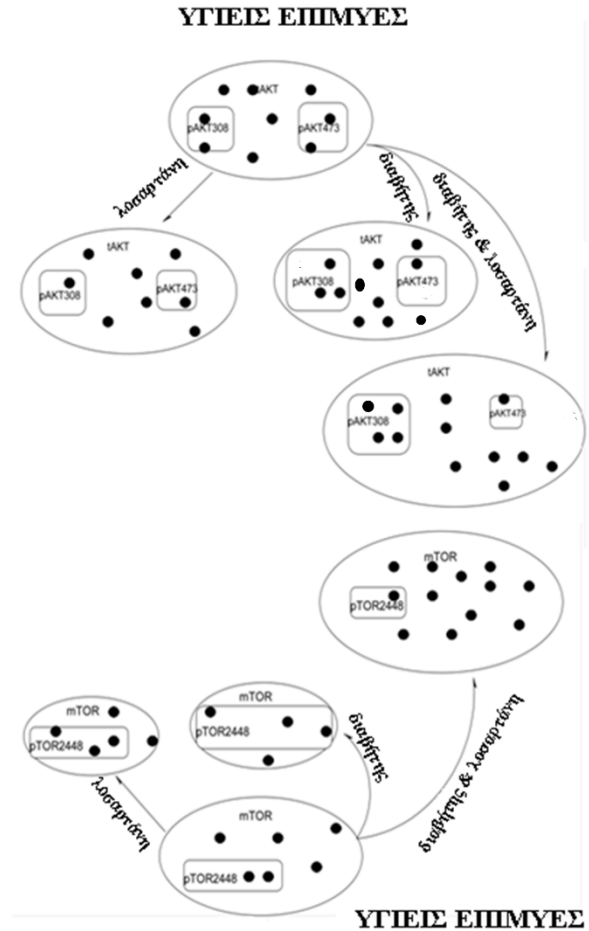 ΥΓΙΕΙΣ ΕΠΙΜΥΕΣ
tAKT
pAKT308
pAKT473
λοσαρτάνη
διαβήτης
διαβήτης & λοσαρτάνη
tAKT
pAKT308
pAKT473
tAKT
pAKT308
pAKT473
tAKT
pAKT308
pAKT473
mTOR
pTOR2448
mTOR
pTOR2448
mTOR
pTOR2448
λοσαρτάνη
διαβήτης
διαβήτης & λοσαρτάνη
mTOR
pTOR2448
ΥΓΙΕΙΣ ΕΠΙΜΥΕΣ